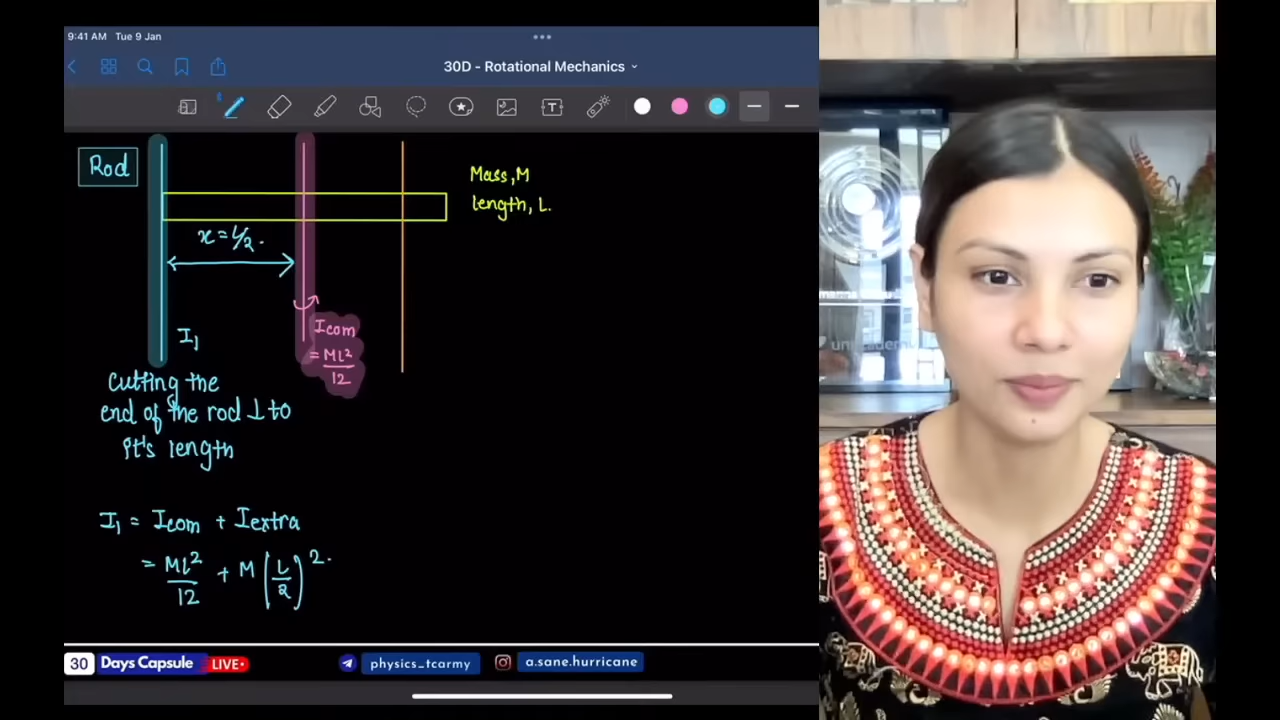 9:41 AM Tue 9 Jan
30D - Rotational Mechanics
Rod
Mass, M
length, L.
x = L/2.
I₁
Icom
= ML²
12
Cutting the
end of the rod ⊥ to
it's length
I₁ = Icom + Iextra
= ML²/12 + M (L/2)².
30 Days Capsule LIVE
physics_tcarmy
a.sane.hurricane